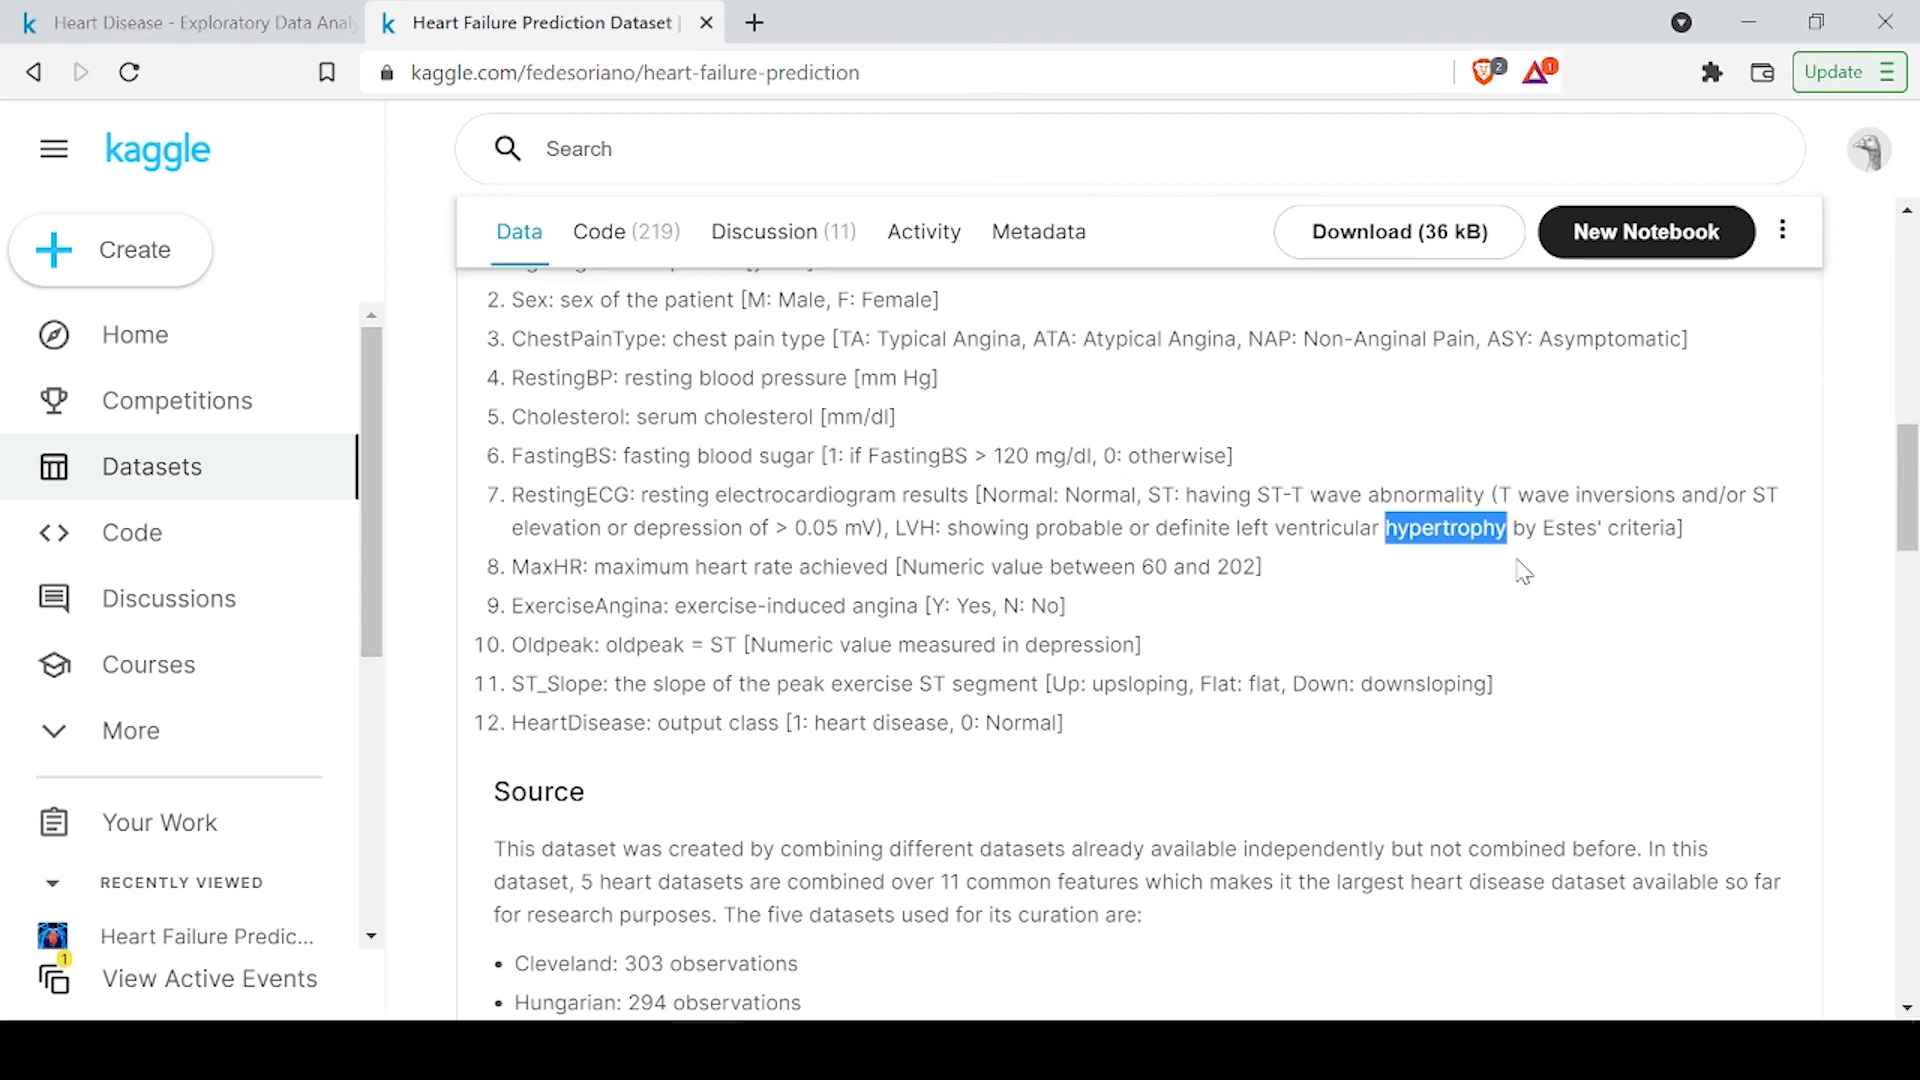 Heart Disease - Exploratory Data Analy
Heart Failure Prediction Dataset |
kaggle.com/fedesoriano/heart-failure-prediction
2
1
Update
kaggle
Search
Create
Data
Code (219)
Discussion (11)
Activity
Metadata
Download (36 kB)
New Notebook
Home
Competitions
Datasets
Code
Discussions
Courses
More
Your Work
RECENTLY VIEWED
Heart Failure Predic...
1
View Active Events
2. Sex: sex of the patient [M: Male, F: Female]
3. ChestPainType: chest pain type [TA: Typical Angina, ATA: Atypical Angina, NAP: Non-Anginal Pain, ASY: Asymptomatic]
4. RestingBP: resting blood pressure [mm Hg]
5. Cholesterol: serum cholesterol [mm/dl]
6. FastingBS: fasting blood sugar [1: if FastingBS > 120 mg/dl, 0: otherwise]
7. RestingECG: resting electrocardiogram results [Normal: Normal, ST: having ST-T wave abnormality (T wave inversions and/or ST
elevation or depression of > 0.05 mV), LVH: showing probable or definite left ventricular hypertrophy by Estes' criteria]
8. MaxHR: maximum heart rate achieved [Numeric value between 60 and 202]
9. ExerciseAngina: exercise-induced angina [Y: Yes, N: No]
10. Oldpeak: oldpeak = ST [Numeric value measured in depression]
11. ST_Slope: the slope of the peak exercise ST segment [Up: upsloping, Flat: flat, Down: downsloping]
12. HeartDisease: output class [1: heart disease, 0: Normal]
Source
This dataset was created by combining different datasets already available independently but not combined before. In this
dataset, 5 heart datasets are combined over 11 common features which makes it the largest heart disease dataset available so far
for research purposes. The five datasets used for its curation are:
• Cleveland: 303 observations
• Hungarian: 294 observations